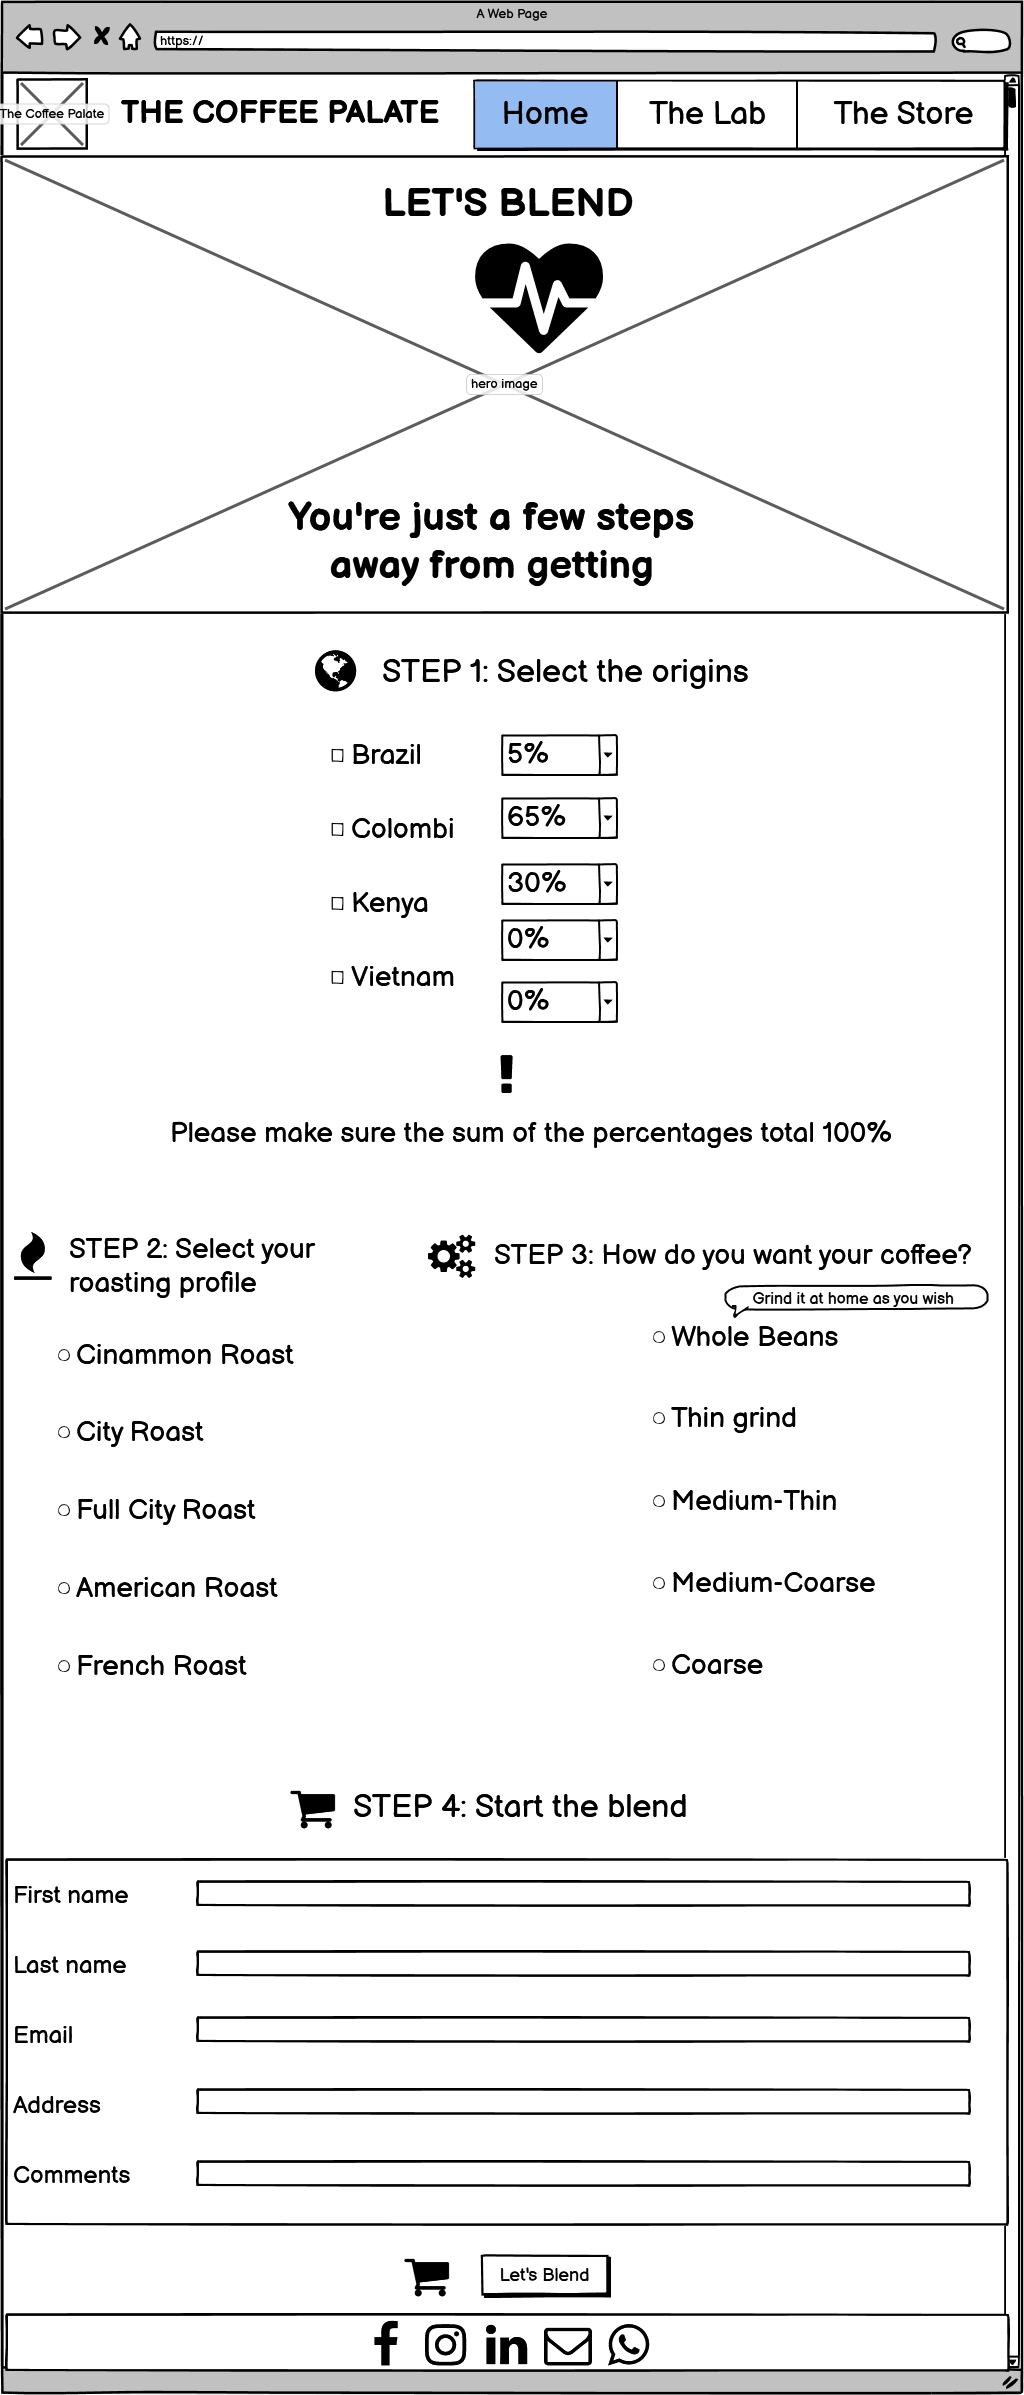 A Web Page
https://
The Coffee Palate
THE COFFEE PALATE
Home
The Lab
The Store
LET'S BLEND
hero image
You're just a few steps
away from getting
STEP 1: Select the origins
Brazil
5%
Colombi
65%
Kenya
30%
0%
Vietnam
0%
!
Please make sure the sum of the percentages total 100%
STEP 2: Select your
roasting profile
Cinammon Roast
City Roast
Full City Roast
American Roast
French Roast
STEP 3: How do you want your coffee?
Grind it at home as you wish
Whole Beans
Thin grind
Medium-Thin
Medium-Coarse
Coarse
STEP 4: Start the blend
First name
Last name
Email
Address
Comments
Let's Blend